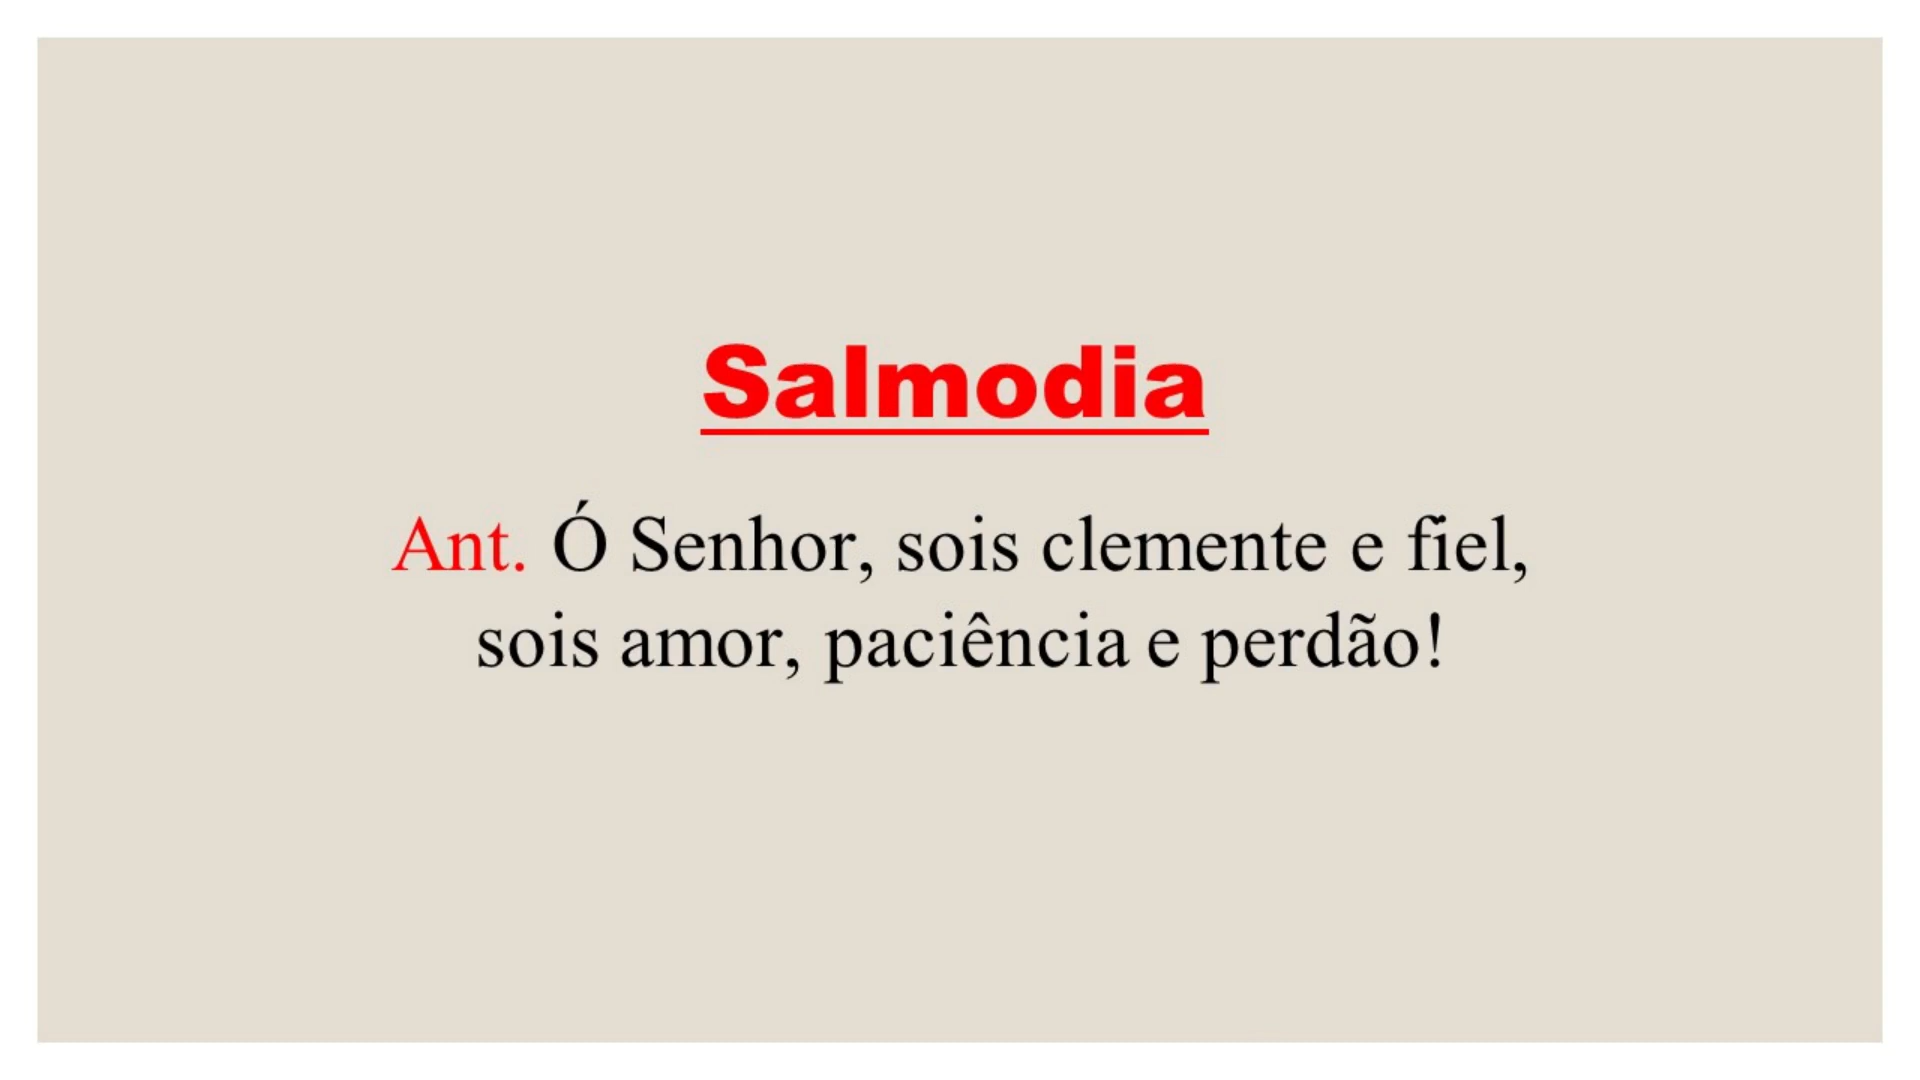 Salmodia
Ant. Ó Senhor, sois clemente e fiel,
sois amor, paciência e perdão!